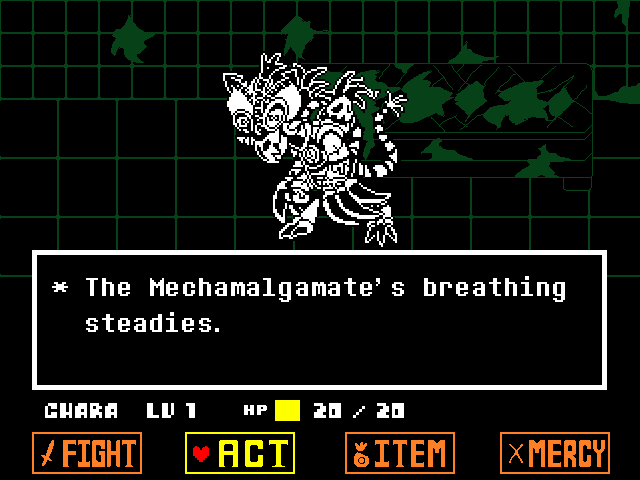 * The Mechamalgamate's breathing
steadies.
CHARA LV 1 HP 20 / 20
FIGHT ACT ITEM MERCY